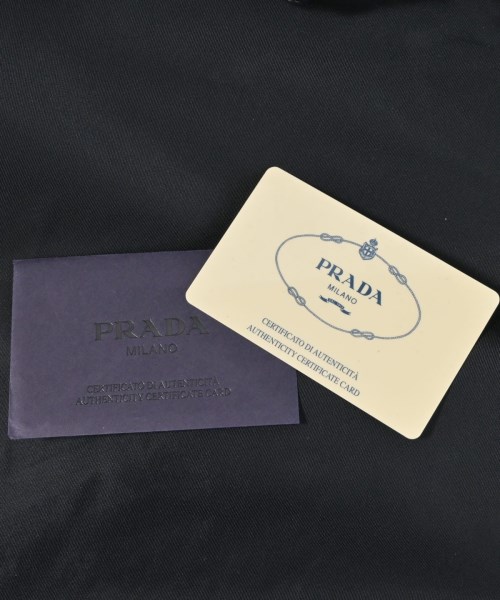 PRADA
MILANO
CERTIFICATO DI AUTENTICITÀ
AUTHENTICITY CERTIFICATE CARD
PRADA
MILANO
CERTIFICATO DI AUTENTICITÀ
AUTHENTICITY CERTIFICATE CARD